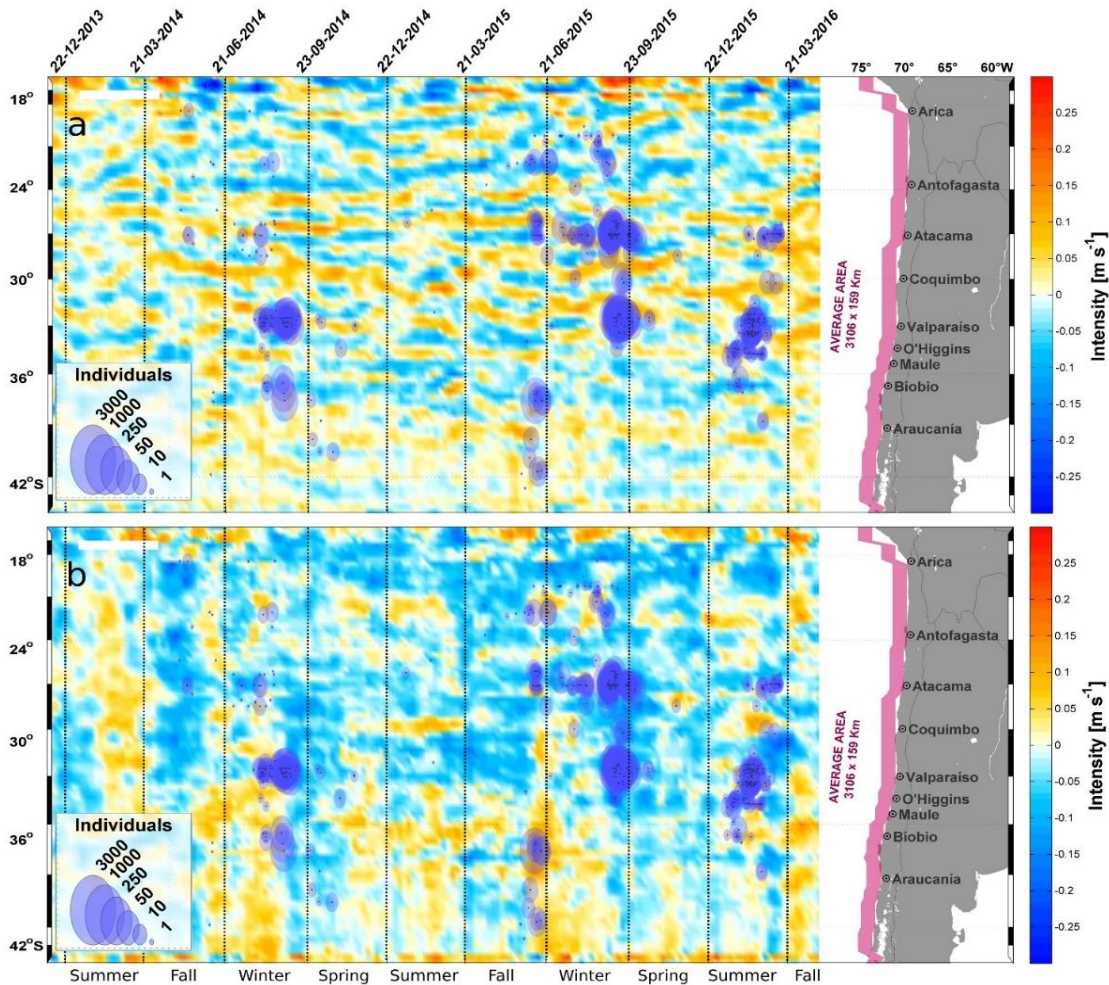 22-12-2013 21-03-2014 21-06-2014 23-09-2014 22-12-2014 21-03-2015 21-06-2015 23-09-2015 22-12-2015 21-03-2016
75° 70° 65° 60°W
a
18°
24°
30°
36°
42°S
Individuals
3000
1000
250
50
10
1
AVERAGE AREA
3106 x 159 Km
Arica
Antofagasta
Atacama
Coquimbo
Valparaíso
O'Higgins
Maule
Biobio
Araucanía
0.25
0.2
0.15
0.1
0.05
0
-0.05
-0.1
-0.15
-0.2
-0.25
Intensity [m s⁻¹]
b
18°
24°
30°
36°
42°S
Individuals
3000
1000
250
50
10
1
AVERAGE AREA
3106 x 159 Km
Arica
Antofagasta
Atacama
Coquimbo
Valparaíso
O'Higgins
Maule
Biobio
Araucanía
0.25
0.2
0.15
0.1
0.05
0
-0.05
-0.1
-0.15
-0.2
-0.25
Intensity [m s⁻¹]
Summer Fall Winter Spring Summer Fall Winter Spring Summer Fall